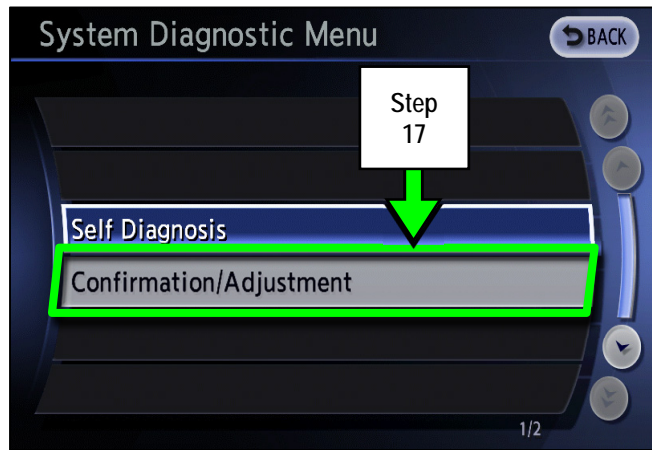 System Diagnostic Menu
BACK
Step
17
Self Diagnosis
Confirmation/Adjustment
1/2